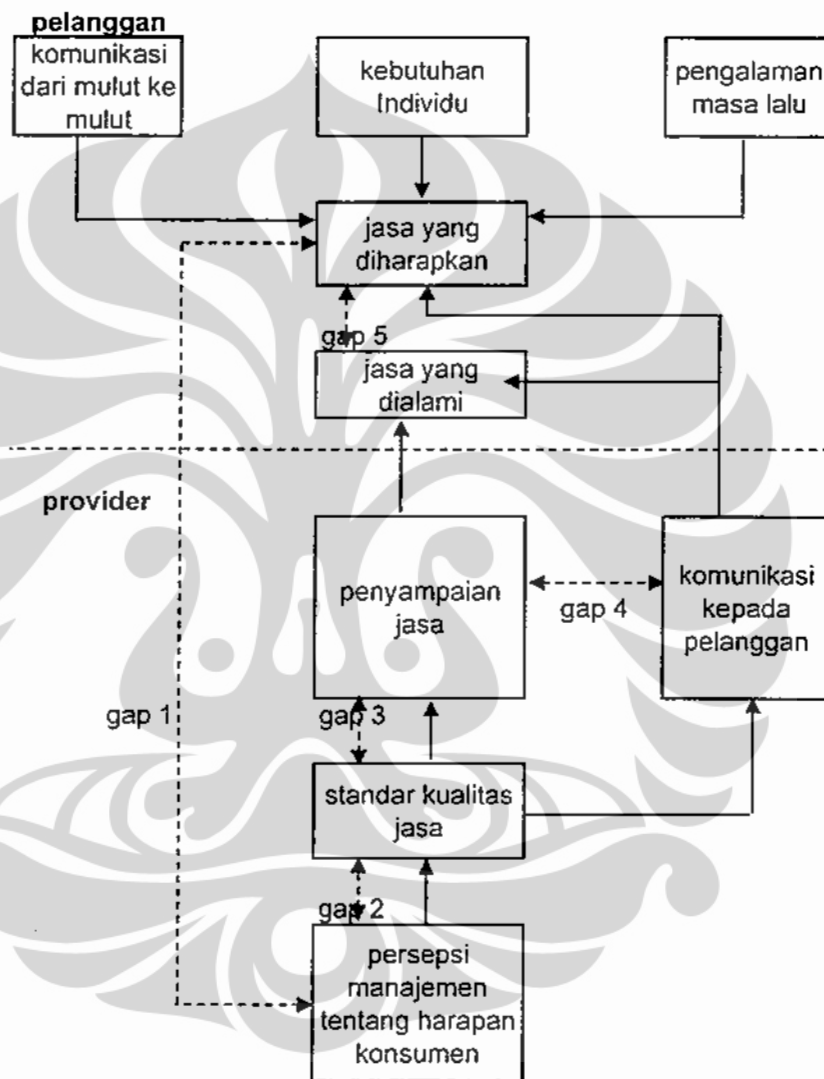 pelanggan
komunikasi
dari mulut ke
mulut
kebutuhan
Individu
pengalaman
masa lalu
jasa yang
diharapkan
gap 5
jasa yang
dialami
provider
penyampaian
jasa
gap 4
komunikasi
kepada
pelanggan
gap 1
gap 3
standar kualitas
jasa
gap 2
persepsi
manajemen
tentang harapan
konsumen